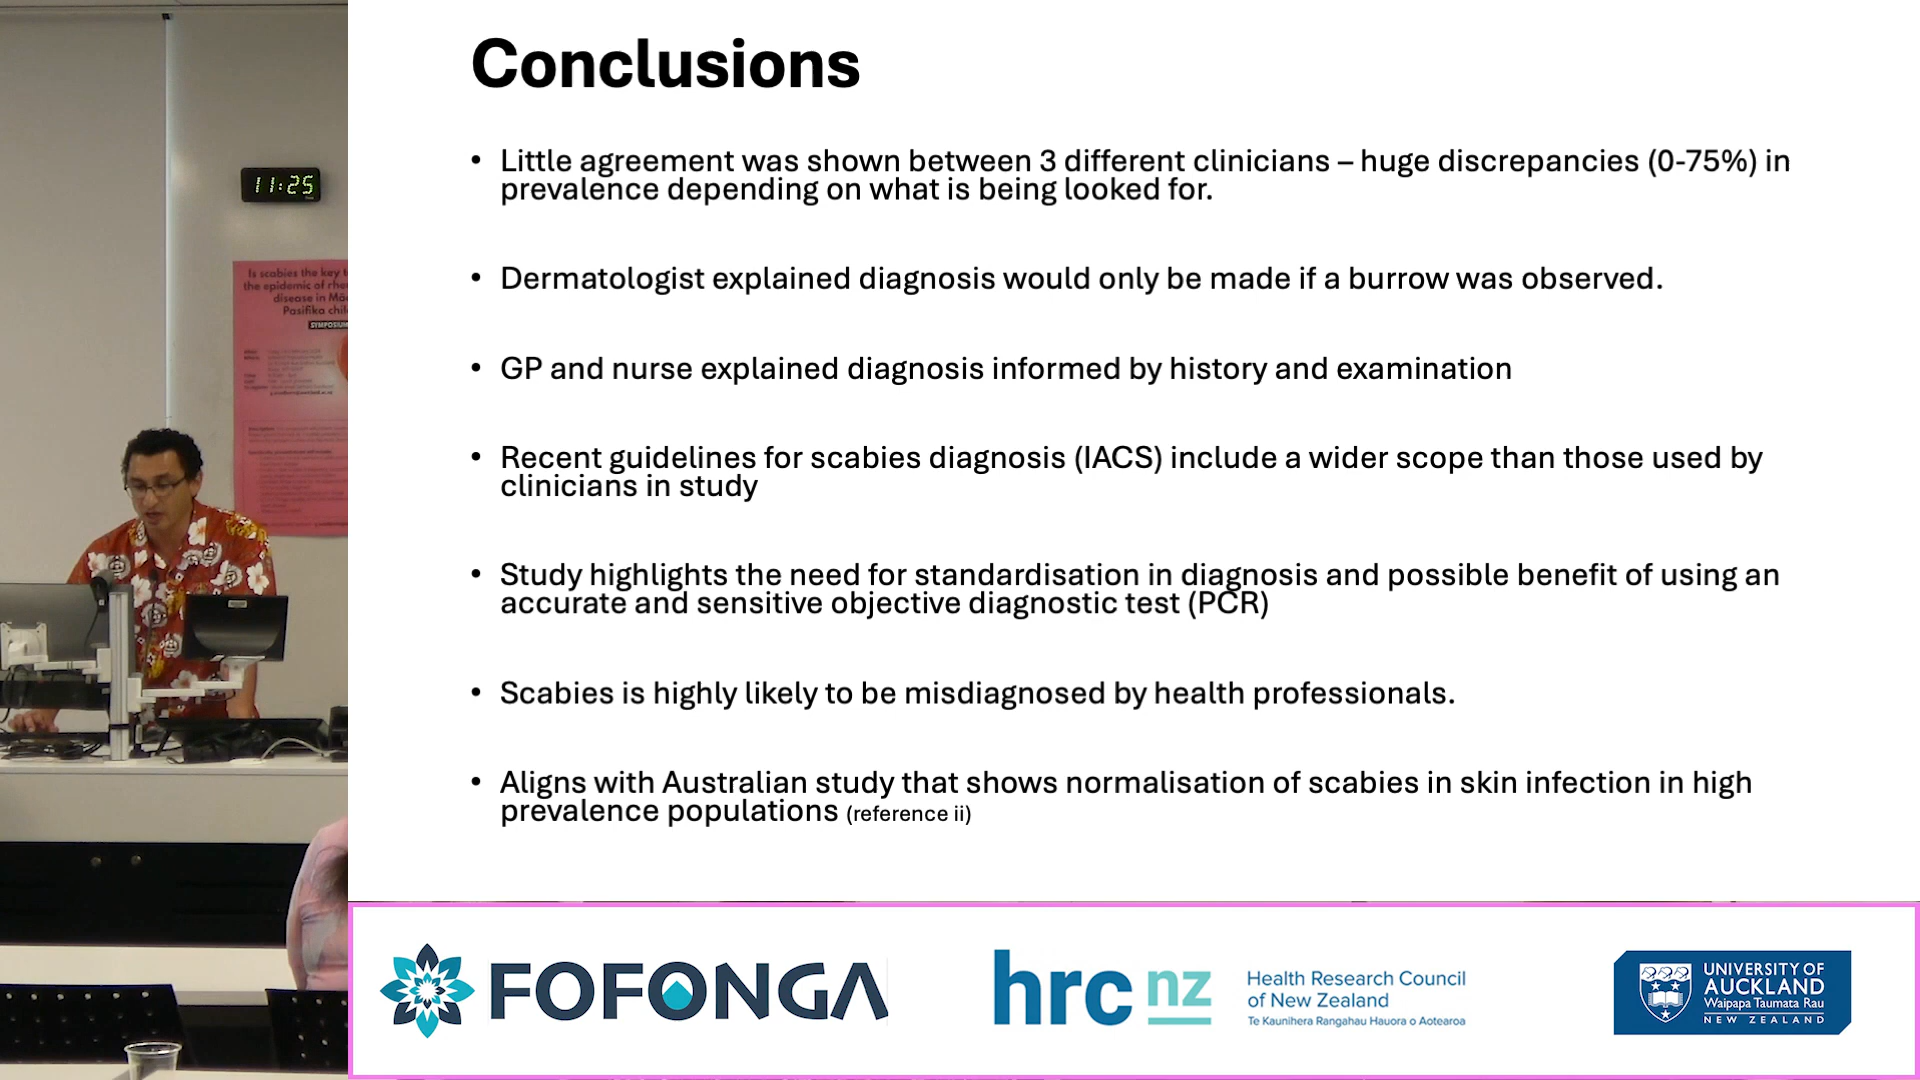 Conclusions
• Little agreement was shown between 3 different clinicians – huge discrepancies (0-75%) in
prevalence depending on what is being looked for.
• Dermatologist explained diagnosis would only be made if a burrow was observed.
• GP and nurse explained diagnosis informed by history and examination
• Recent guidelines for scabies diagnosis (IACS) include a wider scope than those used by
clinicians in study
• Study highlights the need for standardisation in diagnosis and possible benefit of using an
accurate and sensitive objective diagnostic test (PCR)
• Scabies is highly likely to be misdiagnosed by health professionals.
• Aligns with Australian study that shows normalisation of scabies in skin infection in high
prevalence populations (reference ii)
11:25
Is scabies the key
the epidemic of
disease in
Pasifika
SYMPOSIUM
FOFONGA
hrc nz
Health Research Council
of New Zealand
Te Kaunihera Rangahau Hauora o Aotearoa
UNIVERSITY OF
AUCKLAND
Waipapa Taumata Rau
NEW ZEALAND